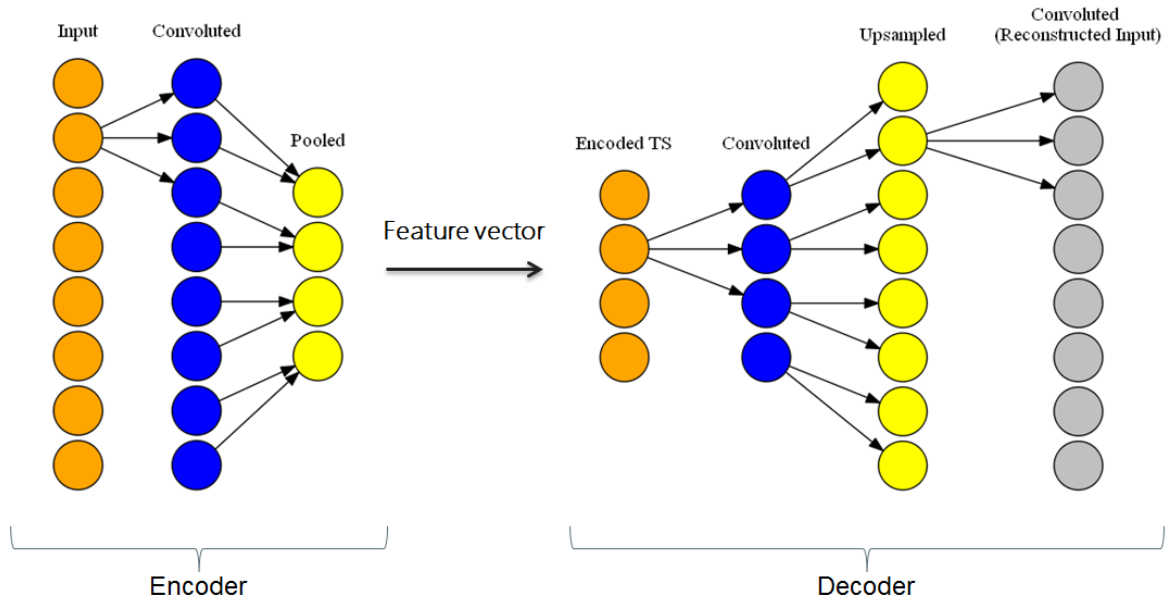 Input
Convoluted
Pooled
Feature vector
Encoded TS
Convoluted
Upsampled
Convoluted
(Reconstructed Input)
Encoder
Decoder